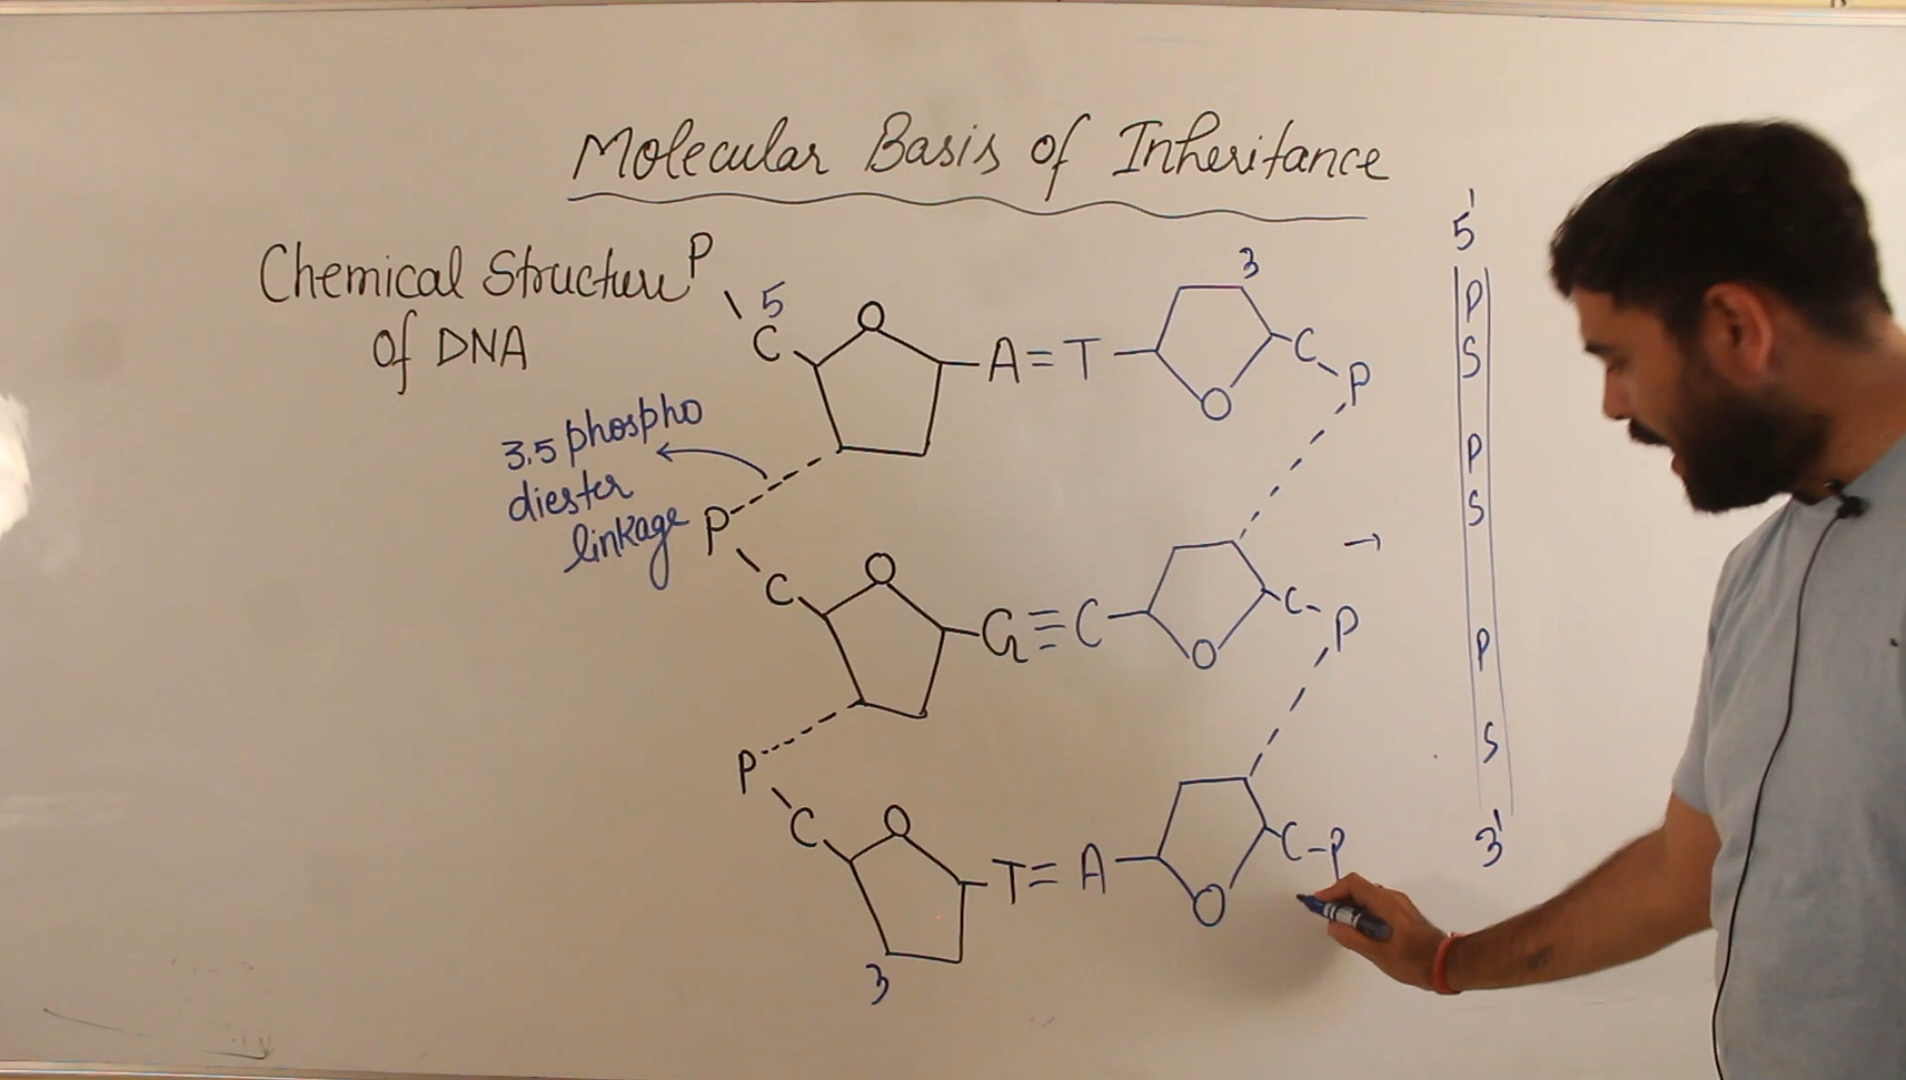 Molecular Basis of Inheritance
Chemical Structure
of DNA
P
5
C
O
A=T
3
O
C
P
3.5 phospho
diester
linkage
P
C
O
G≡C
O
C
P
P
C
O
T=A
O
C-P
3
5'
P
S
P
S
P
S
3'